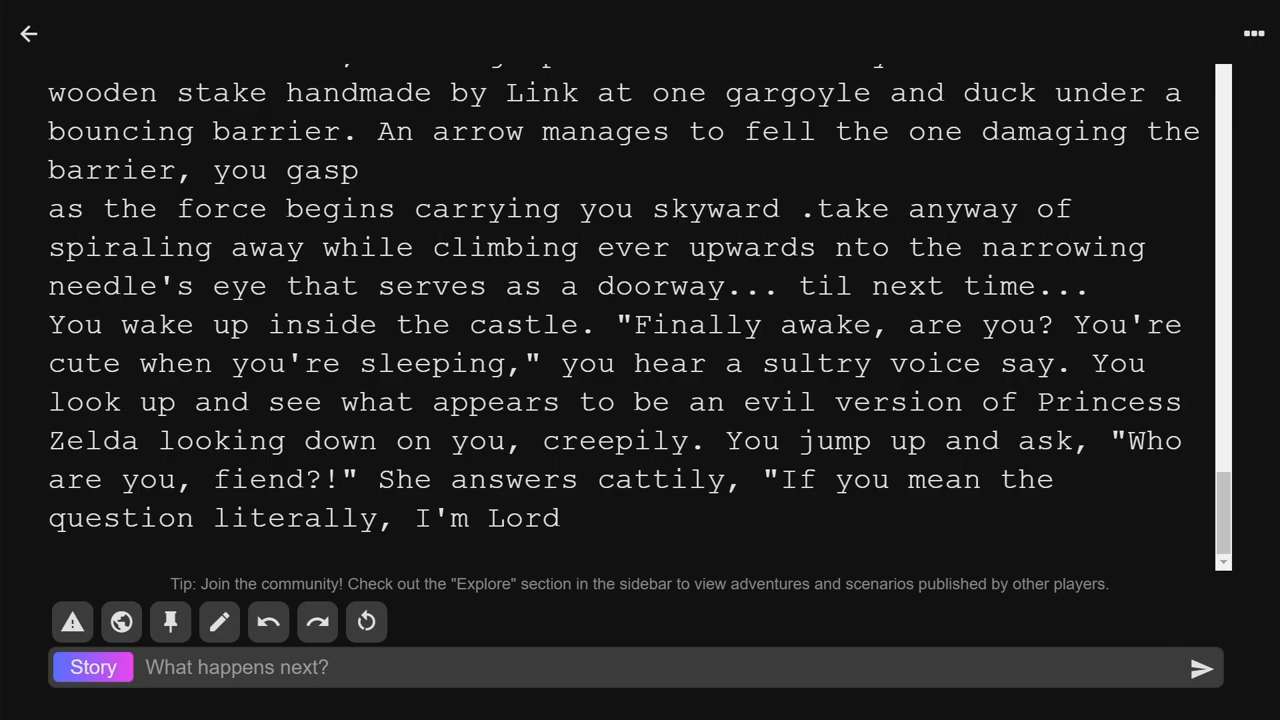 wooden stake handmade by Link at one gargoyle and duck under a
bouncing barrier. An arrow manages to fell the one damaging the
barrier, you gasp
as the force begins carrying you skyward .take anyway of
spiraling away while climbing ever upwards nto the narrowing
needle's eye that serves as a doorway... til next time...
You wake up inside the castle. "Finally awake, are you? You're
cute when you're sleeping," you hear a sultry voice say. You
look up and see what appears to be an evil version of Princess
Zelda looking down on you, creepily. You jump up and ask, "Who
are you, fiend?!" She answers cattily, "If you mean the
question literally, I'm Lord
Tip: Join the community! Check out the "Explore" section in the sidebar to view adventures and scenarios published by other players.
Story What happens next?